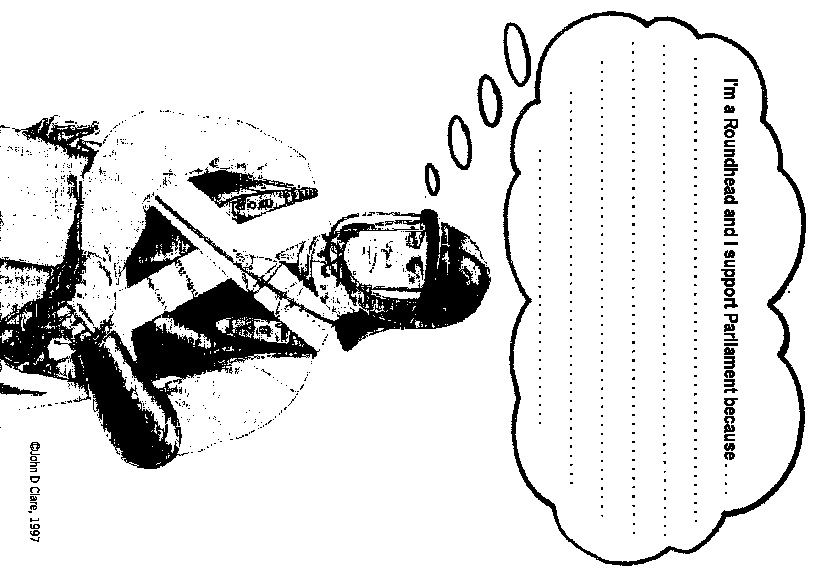 I'm a Roundhead and I support Parliament because . . .
©John D Clare, 1997